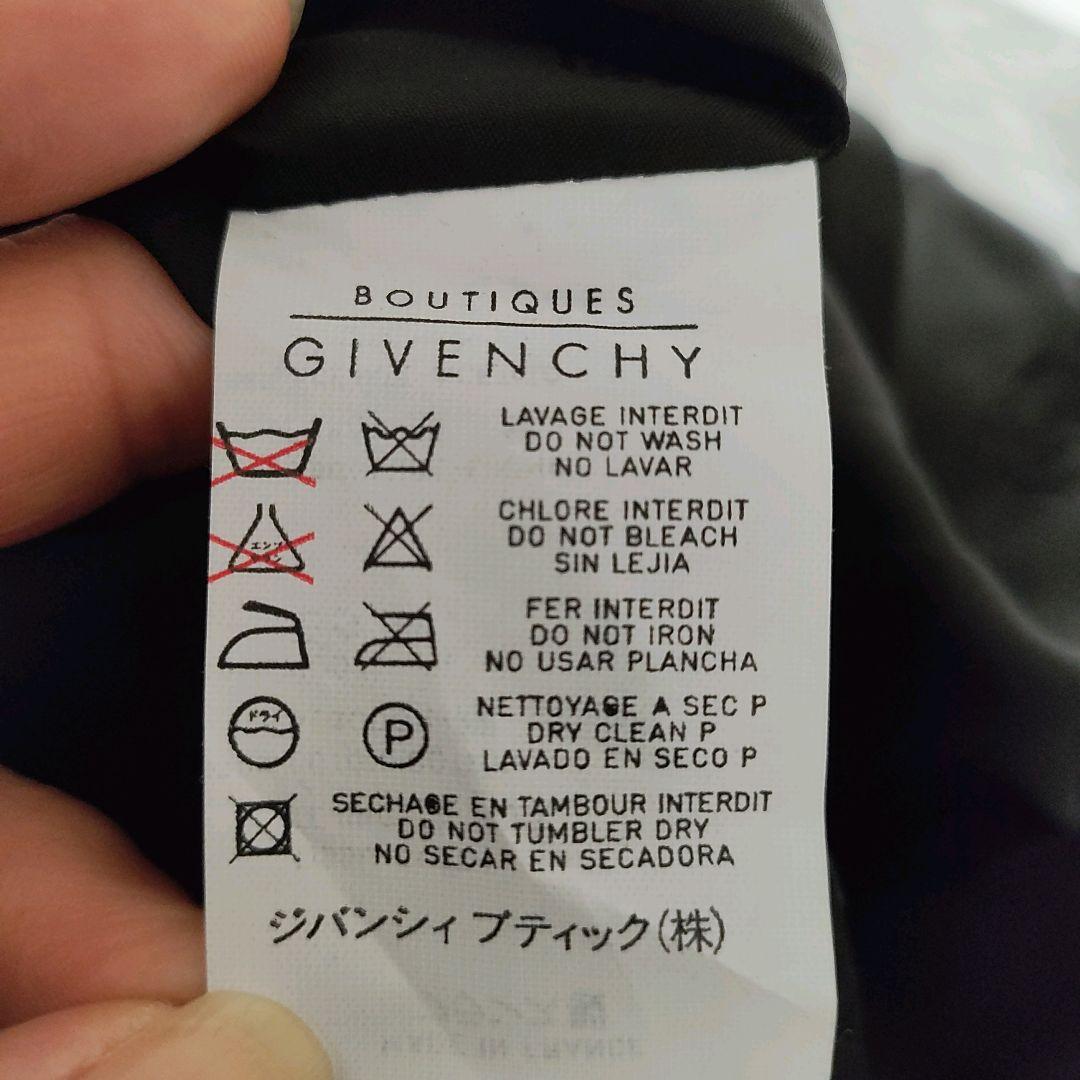 BOUTIQUES
GIVENCHY
LAVAGE INTERDIT
DO NOT WASH
NO LAVAR
CHLORE INTERDIT
DO NOT BLEACH
SIN LEJIA
FER INTERDIT
DO NOT IRON
NO USAR PLANCHA
ドライ
P
NETTOYAGE A SEC P
DRY CLEAN P
LAVADO EN SECO P
SECHAGE EN TAMBOUR INTERDIT
DO NOT TUMBLER DRY
NO SECAR EN SECADORA
ジバンシィ ブティック(株)
MADE IN FRANCE